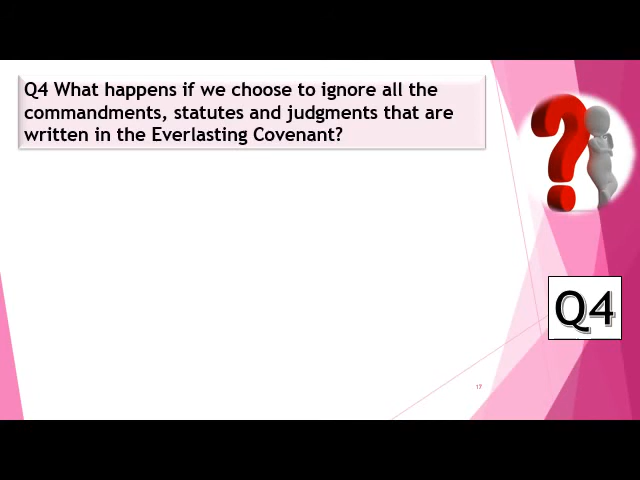 Q4 What happens if we choose to ignore all the
commandments, statutes and judgments that are
written in the Everlasting Covenant?
Q4
17